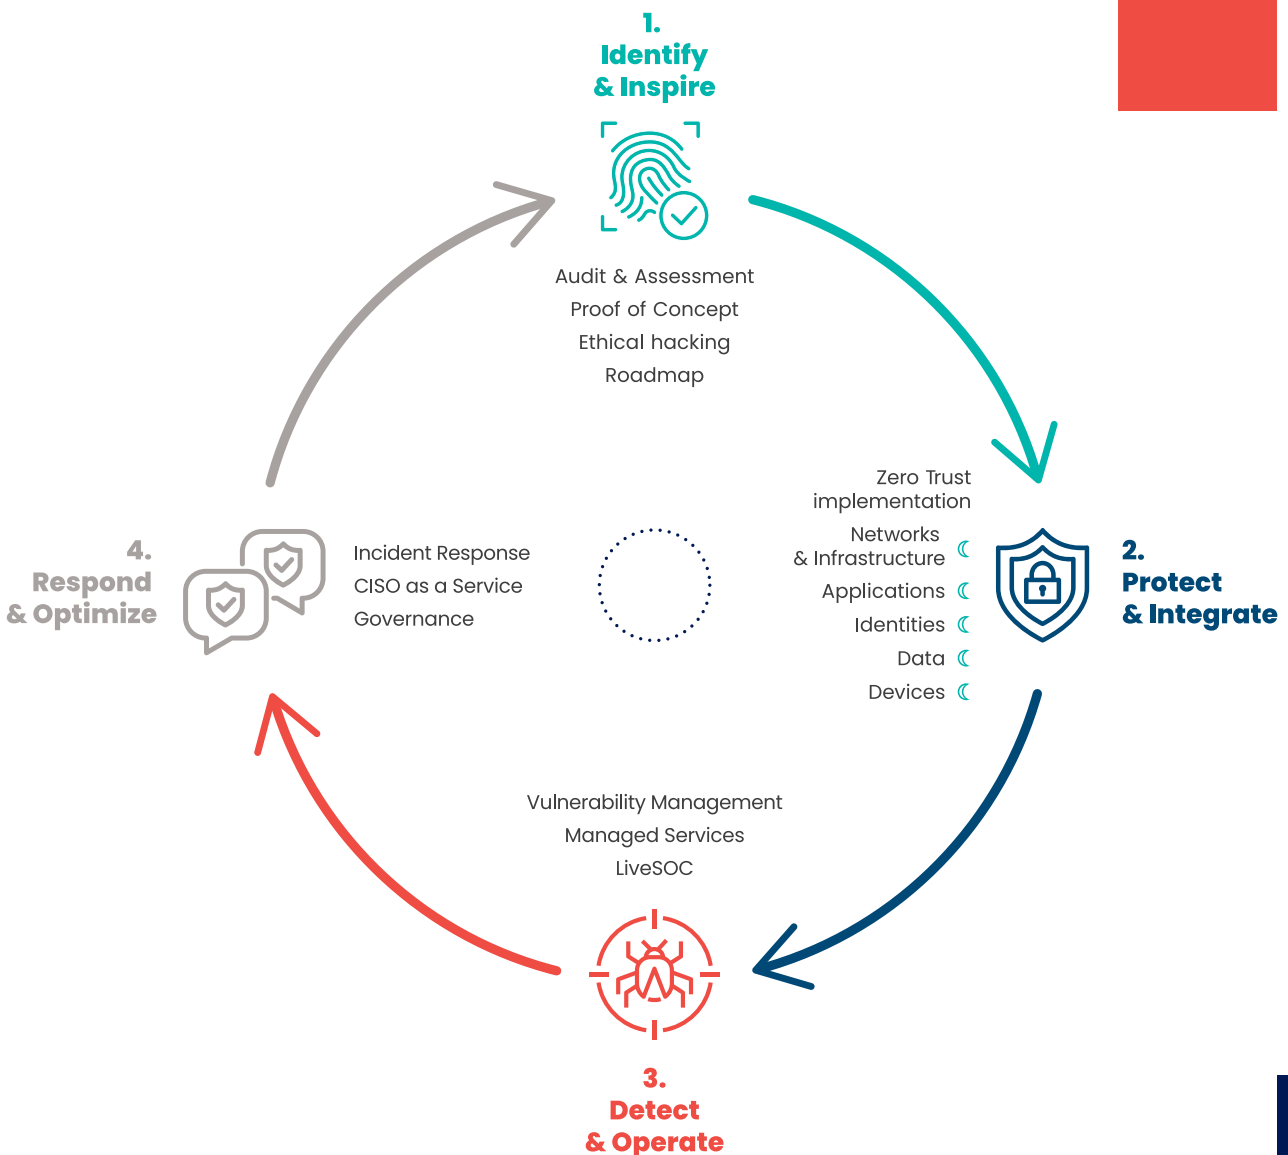 1.
Identify
& Inspire
Audit & Assessment
Proof of Concept
Ethical hacking
Roadmap
Zero Trust
implementation
Networks
& Infrastructure
Applications
Identities
Data
Devices
2.
Protect
& Integrate
Vulnerability Management
Managed Services
LiveSOC
3.
Detect
& Operate
4.
Respond
& Optimize
Incident Response
CISO as a Service
Governance